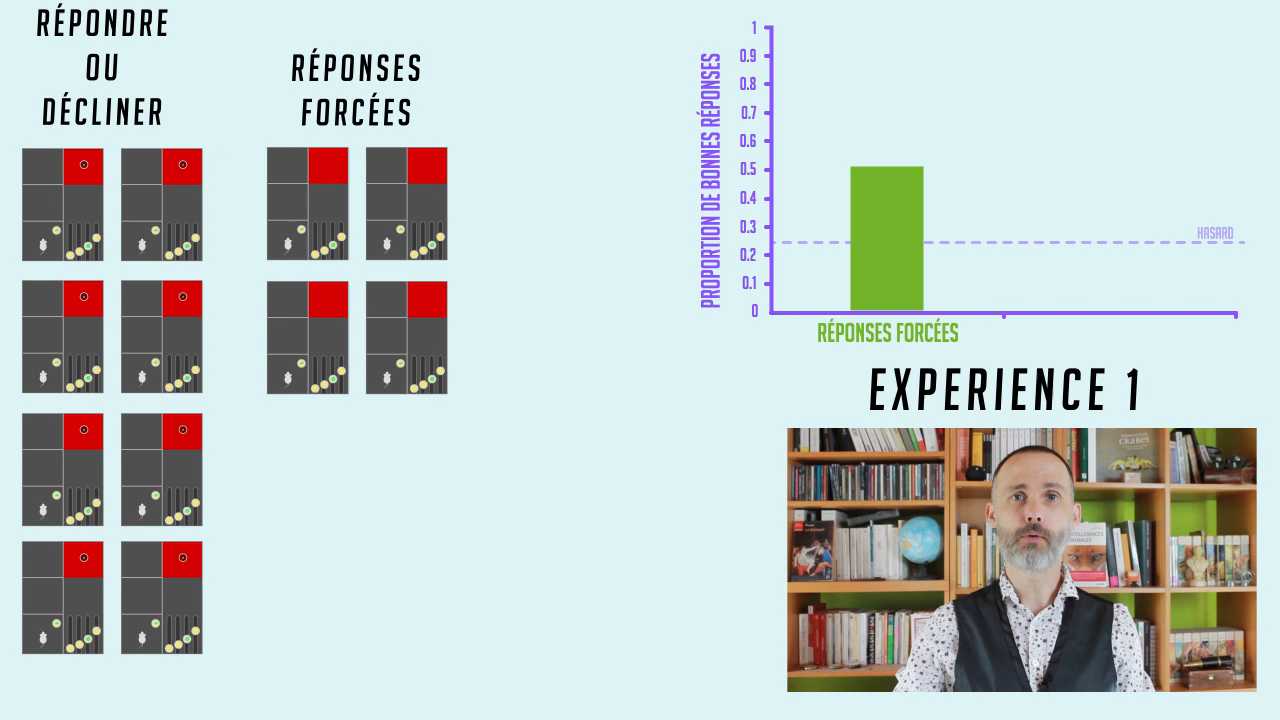 RÉPONDRE
OU
DÉCLINER
RÉPONSES
FORCÉES
PROPORTION DE BONNES RÉPONSES
1
0.9
0.8
0.7
0.6
0.5
0.4
0.3
0.2
0.1
0
HASARD
RÉPONSES FORCÉES
EXPERIENCE 1
CRABES